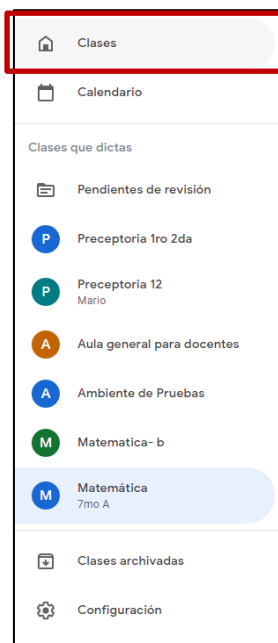 Clases
Calendario
Clases que dictas
Pendientes de revisión
P Preceptoria 1ro 2da
P Preceptoria 12
Mario
A Aula general para docentes
A Ambiente de Pruebas
M Matematica- b
M Matemática
7mo A
Clases archivadas
Configuración